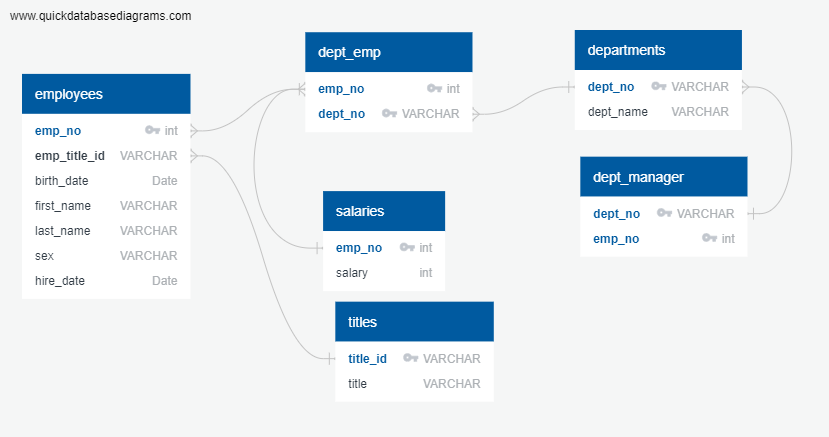 www.quickdatabasediagrams.com
employees
emp_no int
emp_title_id VARCHAR
birth_date Date
first_name VARCHAR
last_name VARCHAR
sex VARCHAR
hire_date Date
dept_emp
emp_no int
dept_no VARCHAR
departments
dept_no VARCHAR
dept_name VARCHAR
dept_manager
dept_no VARCHAR
emp_no int
salaries
emp_no int
salary int
titles
title_id VARCHAR
title VARCHAR